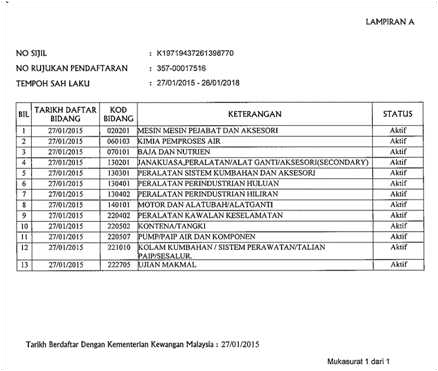 LAMPIRAN A
NO SIJIL : K19719437261398770
NO RUJUKAN PENDAFTARAN : 357-00017516
TEMPOH SAH LAKU : 27/01/2015 - 26/01/2018
BIL TARIKH DAFTAR BIDANG KOD BIDANG KETERANGAN STATUS
1 27/01/2015 020201 MESIN MESIN PEJABAT DAN AKSESORI Aktif
2 27/01/2015 060103 KIMIA PEMPROSES AIR Aktif
3 27/01/2015 070101 BAJA DAN NUTRIEN Aktif
4 27/01/2015 130201 JANAKUASA,PERALATAN/ALAT GANTI/AKSESORI(SECONDARY) Aktif
5 27/01/2015 130301 PERALATAN SISTEM KUMBAHAN DAN AKSESORI Aktif
6 27/01/2015 130401 PERALATAN PERINDUSTRIAN HULUAN Aktif
7 27/01/2015 130402 PERALATAN PERINDUSTRIAN HILIRAN Aktif
8 27/01/2015 140101 MOTOR DAN ALATUBAH/ALATGANTI Aktif
9 27/01/2015 220402 PERALATAN KAWALAN KESELAMATAN Aktif
10 27/01/2015 220502 KONTENA/TANGKI Aktif
11 27/01/2015 220507 PUMP/PAIP AIR DAN KOMPONEN Aktif
12 27/01/2015 221010 KOLAM KUMBAHAN / SISTEM PERAWATAN/TALIAN Aktif
PAIP/SESALUR.
13 27/01/2015 222705 UJIAN MAKMAL Aktif
Tarikh Berdaftar Dengan Kementerian Kewangan Malaysia : 27/01/2015
Mukasurat 1 dari 1